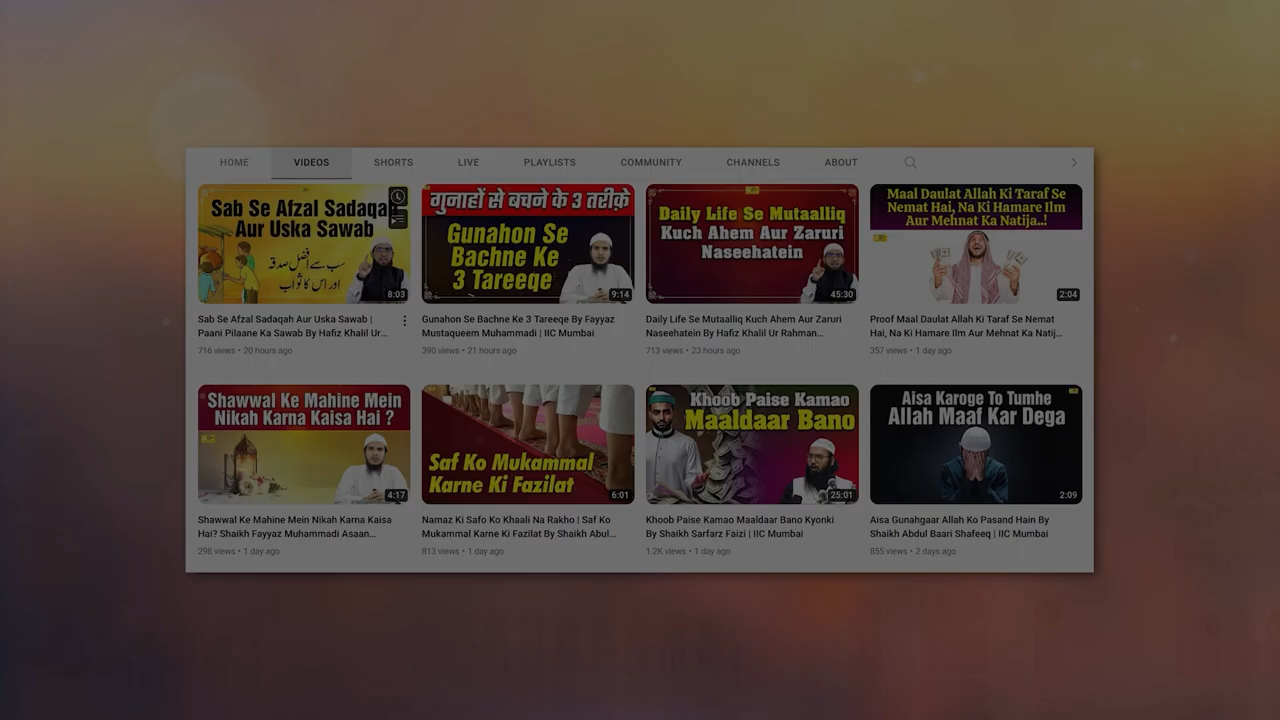 HOME VIDEOS SHORTS LIVE PLAYLISTS COMMUNITY CHANNELS ABOUT
Sab Se Afzal Sadaqah
Aur Uska Sawab
سب سے افضل صدقہ
اور اس کا ثواب
8:03
Sab Se Afzal Sadaqah Aur Uska Sawab |
Paani Pilaane Ka Sawab By Hafiz Khalil Ur...
716 views • 20 hours ago
गुनाहों से बचने के 3 तरीक़े
Gunahon Se
Bachne Ke
3 Tareeqe
9:14
Gunahon Se Bachne Ke 3 Tareeqe By Fayyaz
Mustaqueem Muhammadi | IIC Mumbai
390 views • 21 hours ago
Daily Life Se Mutaalliq
Kuch Ahem Aur Zaruri
Naseehatein
45:30
Daily Life Se Mutaalliq Kuch Ahem Aur Zaruri
Naseehatein By Hafiz Khalil Ur Rahman...
713 views • 23 hours ago
Maal Daulat Allah Ki Taraf Se
Nemat Hai, Na Ki Hamare Ilm
Aur Mehnat Ka Natija..!
2:04
Proof Maal Daulat Allah Ki Taraf Se Nemat
Hai, Na Ki Hamare Ilm Aur Mehnat Ka Natij...
357 views • 1 day ago
Shawwal Ke Mahine Mein
Nikah Karna Kaisa Hai ?
4:17
Shawwal Ke Mahine Mein Nikah Karna Kaisa
Hai? Shaikh Fayyaz Muhammadi Asaan...
298 views • 1 day ago
Saf Ko Mukammal
Karne Ki Fazilat
6:01
Namaz Ki Safo Ko Khaali Na Rakho | Saf Ko
Mukammal Karne Ki Fazilat By Shaikh Abul...
813 views • 1 day ago
Khoob Paise Kamao
Maaldaar Bano
25:01
Khoob Paise Kamao Maaldaar Bano Kyonki
By Shaikh Sarfarz Faizi | IIC Mumbai
1.2K views • 1 day ago
Aisa Karoge To Tumhe
Allah Maaf Kar Dega
2:09
Aisa Gunahgaar Allah Ko Pasand Hain By
Shaikh Abdul Baari Shafeeq | IIC Mumbai
855 views • 2 days ago